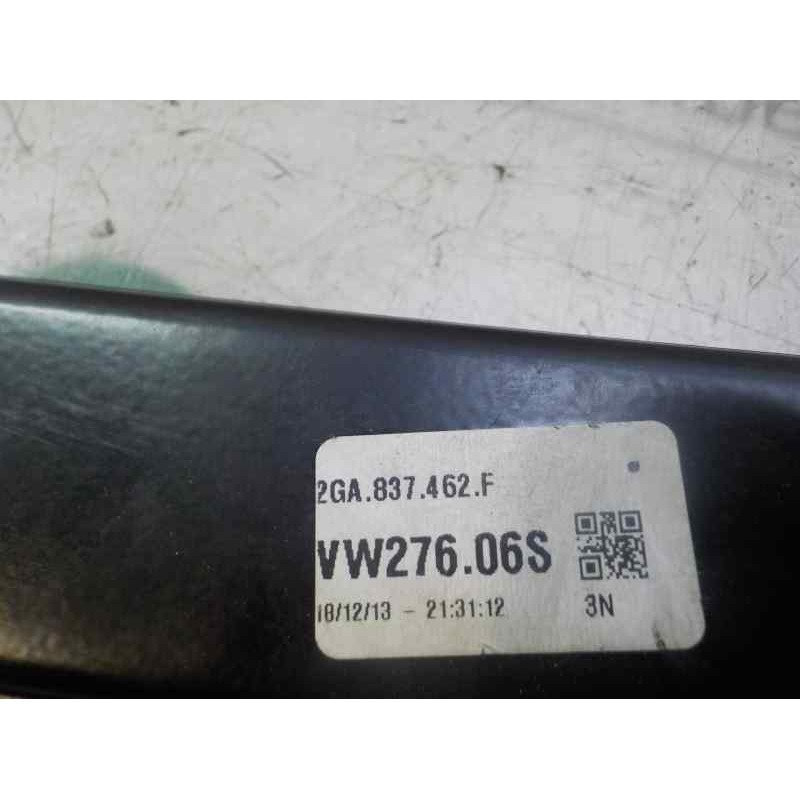 2GA.837.462.F
VW276.06S
18/12/13 - 21:31:12
3N